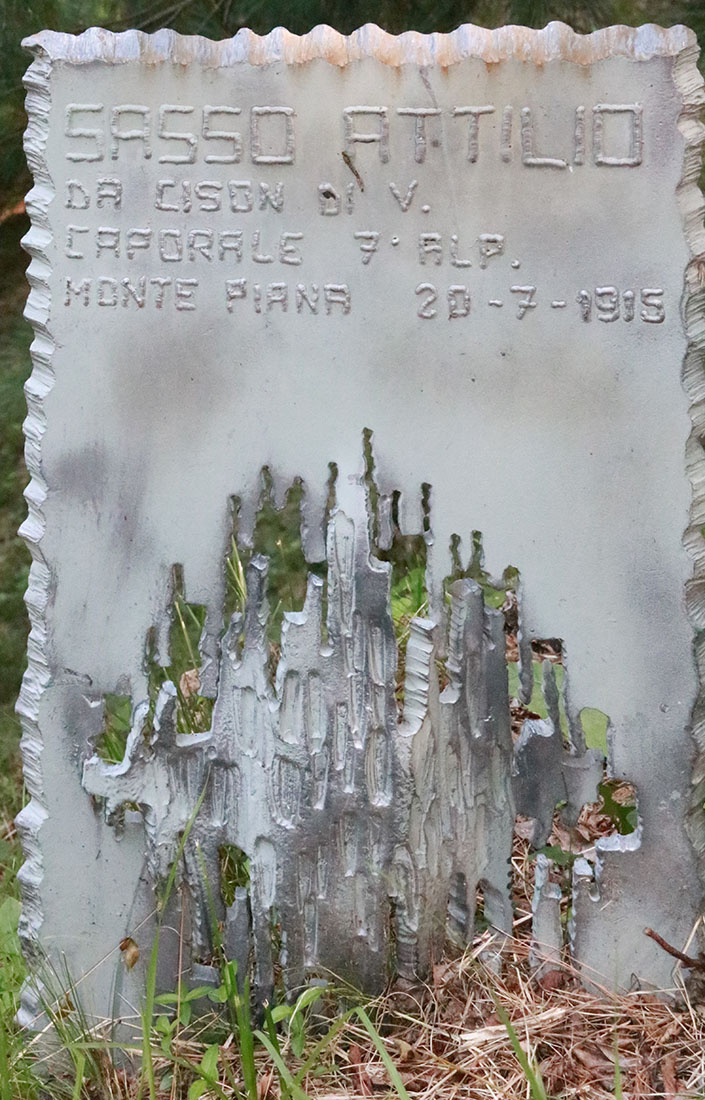 SASSO ATTILIO
DA CISON DI V.
CAPORALE 7° ALP.
MONTE PIANA 20-7-1915